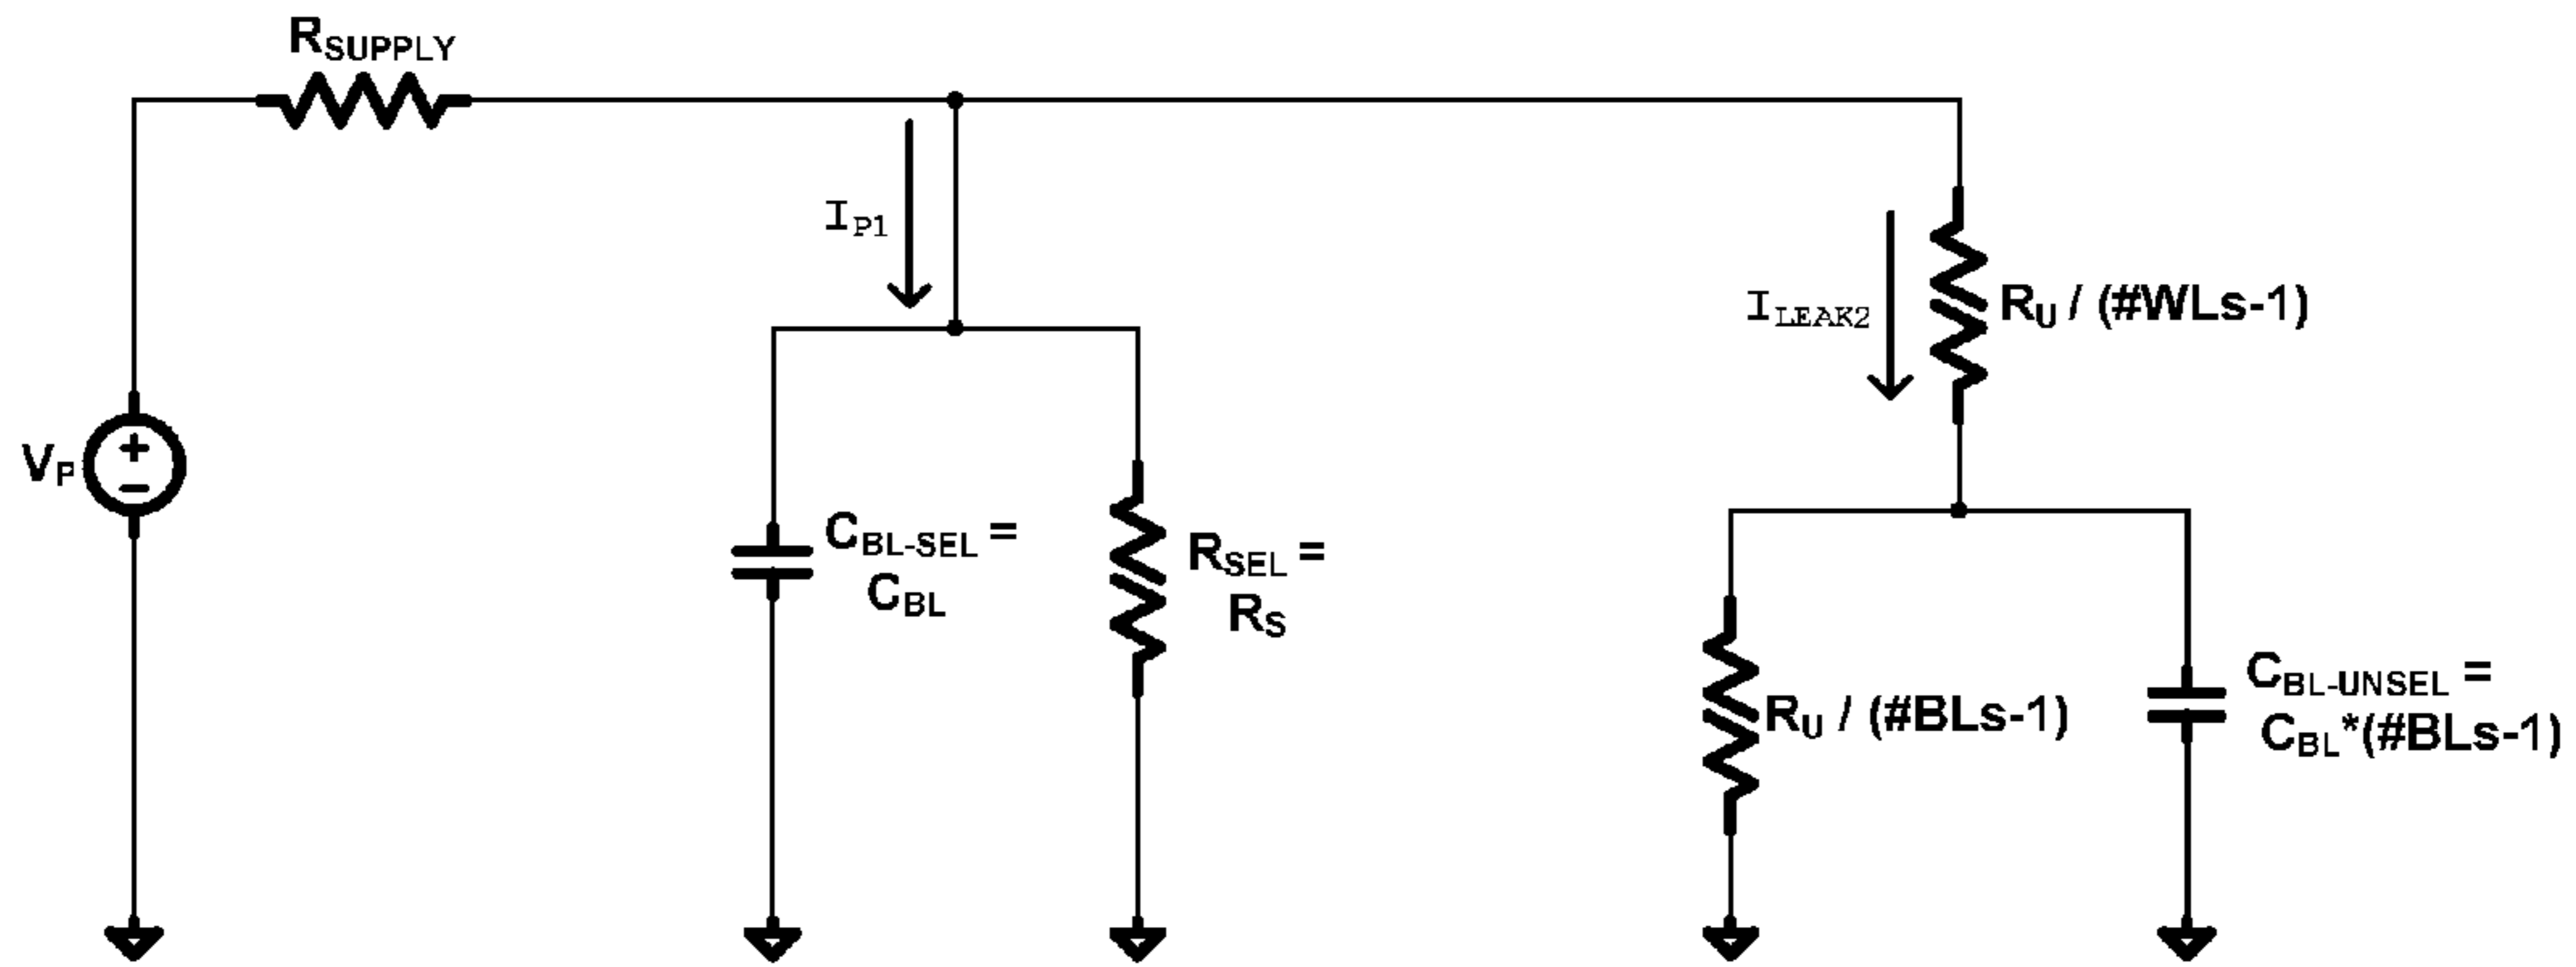 RSUPPLY
IP1
ILEAK2
RU / (#WLs-1)
VP
+
−
CBL-SEL =
CBL
RSEL =
RS
RU / (#BLs-1)
CBL-UNSEL =
CBL*(#BLs-1)